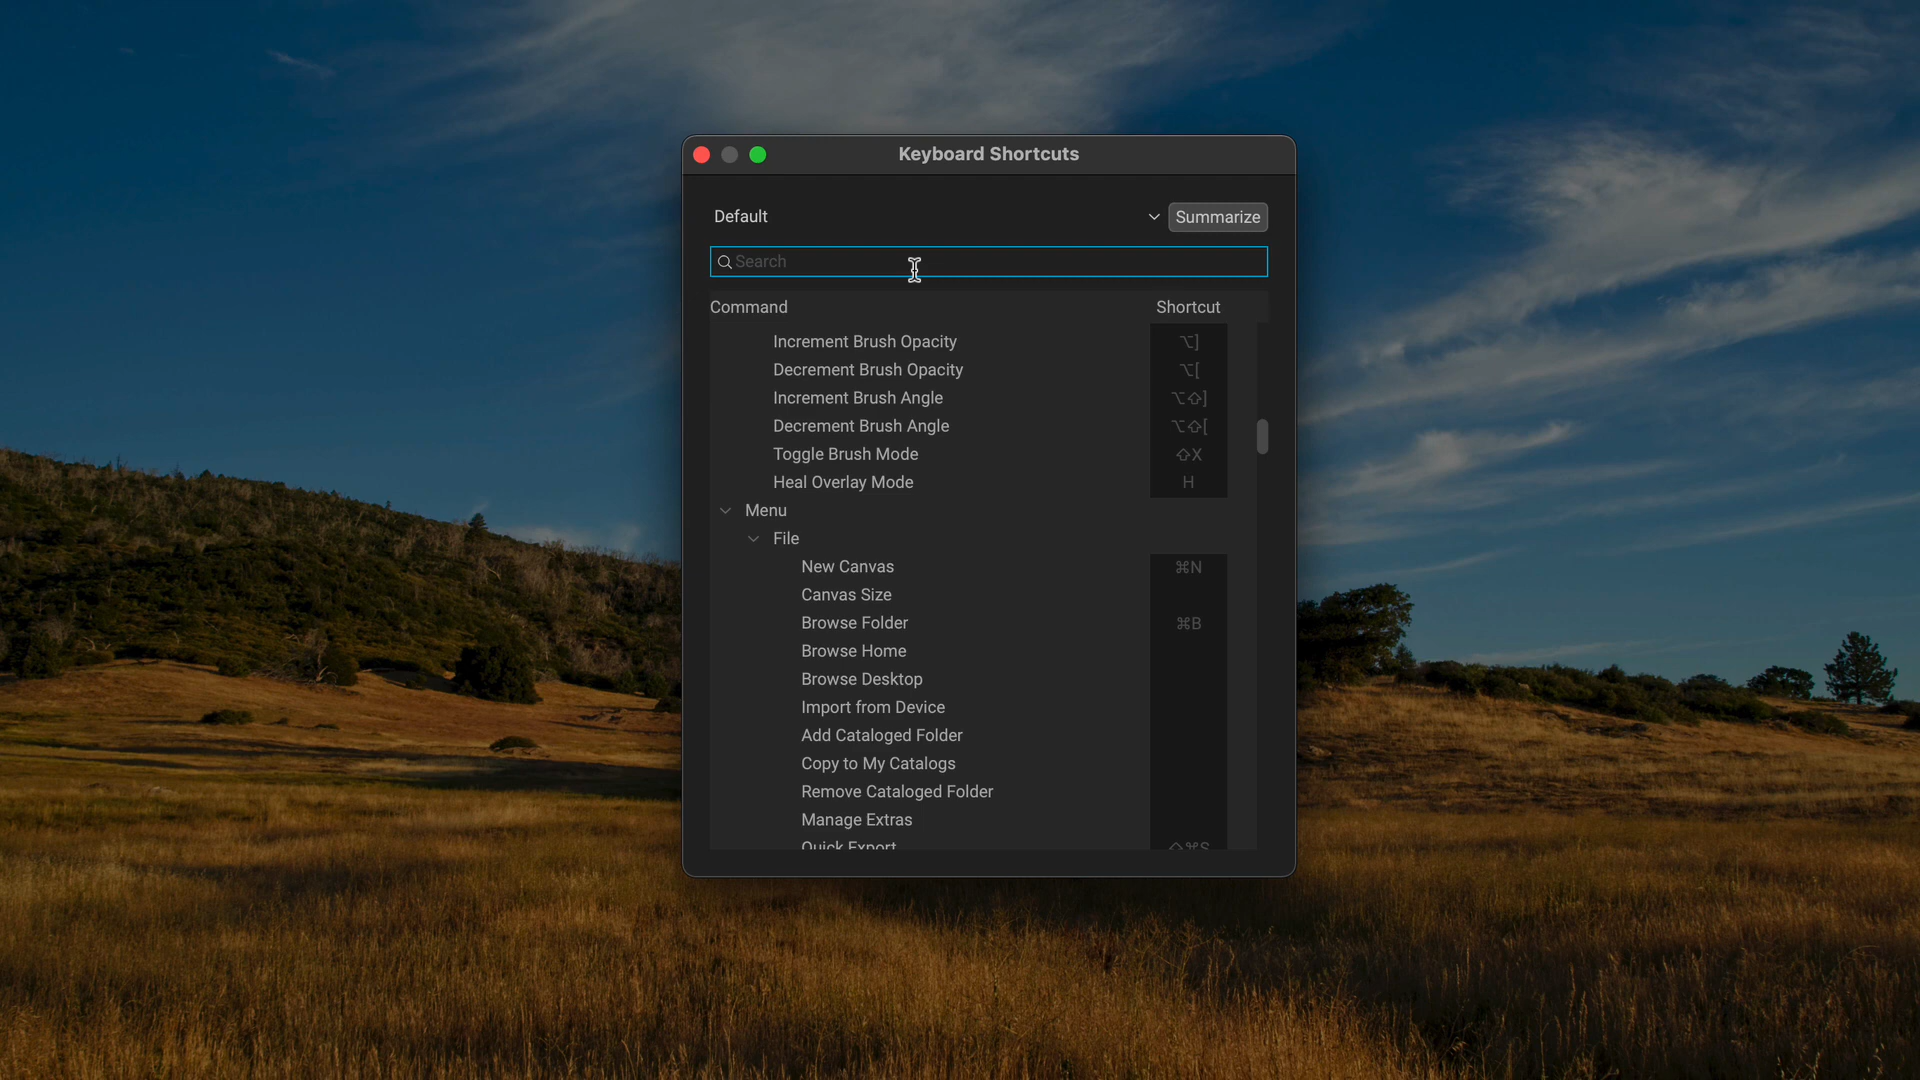 Keyboard Shortcuts
Default
Summarize
Search
Command Shortcut
Increment Brush Opacity ⌥]
Decrement Brush Opacity ⌥[
Increment Brush Angle ⌥⇧]
Decrement Brush Angle ⌥⇧[
Toggle Brush Mode ⇧X
Heal Overlay Mode H
Menu
File
New Canvas ⌘N
Canvas Size
Browse Folder ⌘B
Browse Home
Browse Desktop
Import from Device
Add Cataloged Folder
Copy to My Catalogs
Remove Cataloged Folder
Manage Extras
Quick Export ⇧⌘S